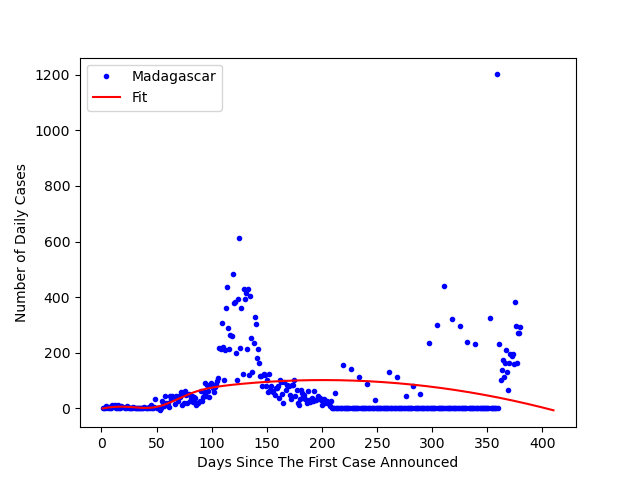 Madagascar
Fit
Number of Daily Cases
1200
1000
800
600
400
200
0
0 50 100 150 200 250 300 350 400
Days Since The First Case Announced